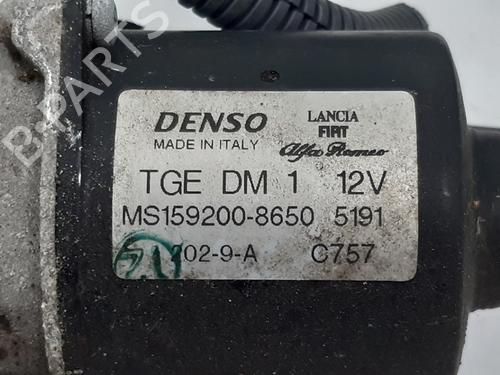 B-PARTS
DENSO
MADE IN ITALY
LANCIA
FIAT
Alfa Romeo
TGE DM 1 12V
MS159200-8650 5191
202-9-A C757